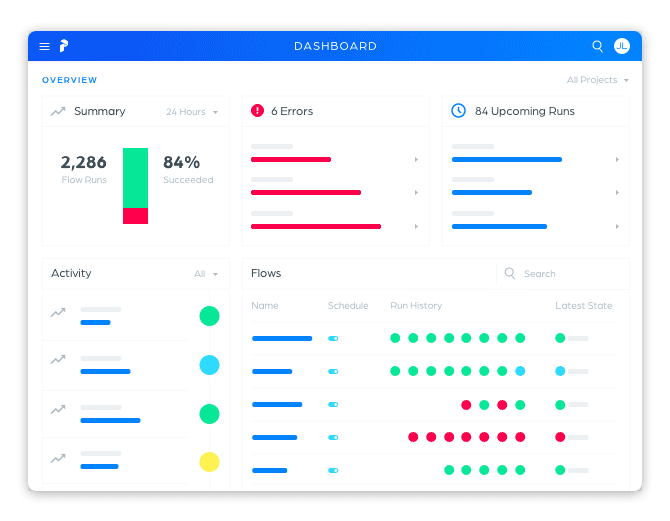 DASHBOARD
JL
OVERVIEW
All Projects
Summary
24 Hours
6 Errors
84 Upcoming Runs
2,286
Flow Runs
84%
Succeeded
Activity
All
Flows
Search
Name
Schedule
Run History
Latest State